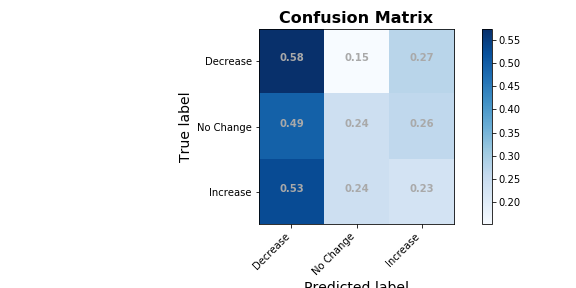 Confusion Matrix
True label
Decrease 0.58 0.15 0.27
No Change 0.49 0.24 0.26
Increase 0.53 0.24 0.23
Decrease No Change Increase
Predicted label
0.55
0.50
0.45
0.40
0.35
0.30
0.25
0.20